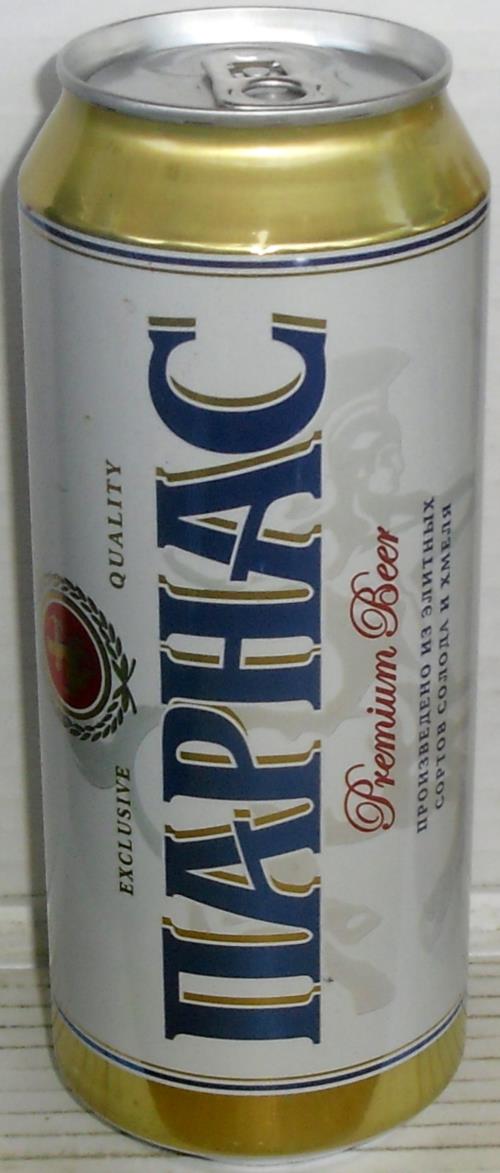 EXCLUSIVE QUALITY
ПАРНАС
Premium Beer
ПРОИЗВЕДЕНО ИЗ ЭЛИТНЫХ
СОРТОВ СОЛОДА И ХМЕЛЯ